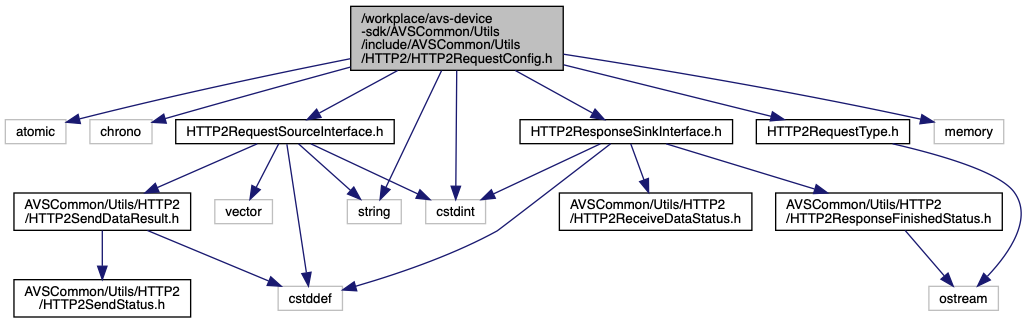 /workplace/avs-device
-sdk/AVSCommon/Utils
/include/AVSCommon/Utils
/HTTP2/HTTP2RequestConfig.h
atomic
chrono
HTTP2RequestSourceInterface.h
HTTP2ResponseSinkInterface.h
HTTP2RequestType.h
memory
AVSCommon/Utils/HTTP2
/HTTP2SendDataResult.h
vector
string
cstdint
AVSCommon/Utils/HTTP2
/HTTP2ReceiveDataStatus.h
AVSCommon/Utils/HTTP2
/HTTP2ResponseFinishedStatus.h
AVSCommon/Utils/HTTP2
/HTTP2SendStatus.h
cstddef
ostream